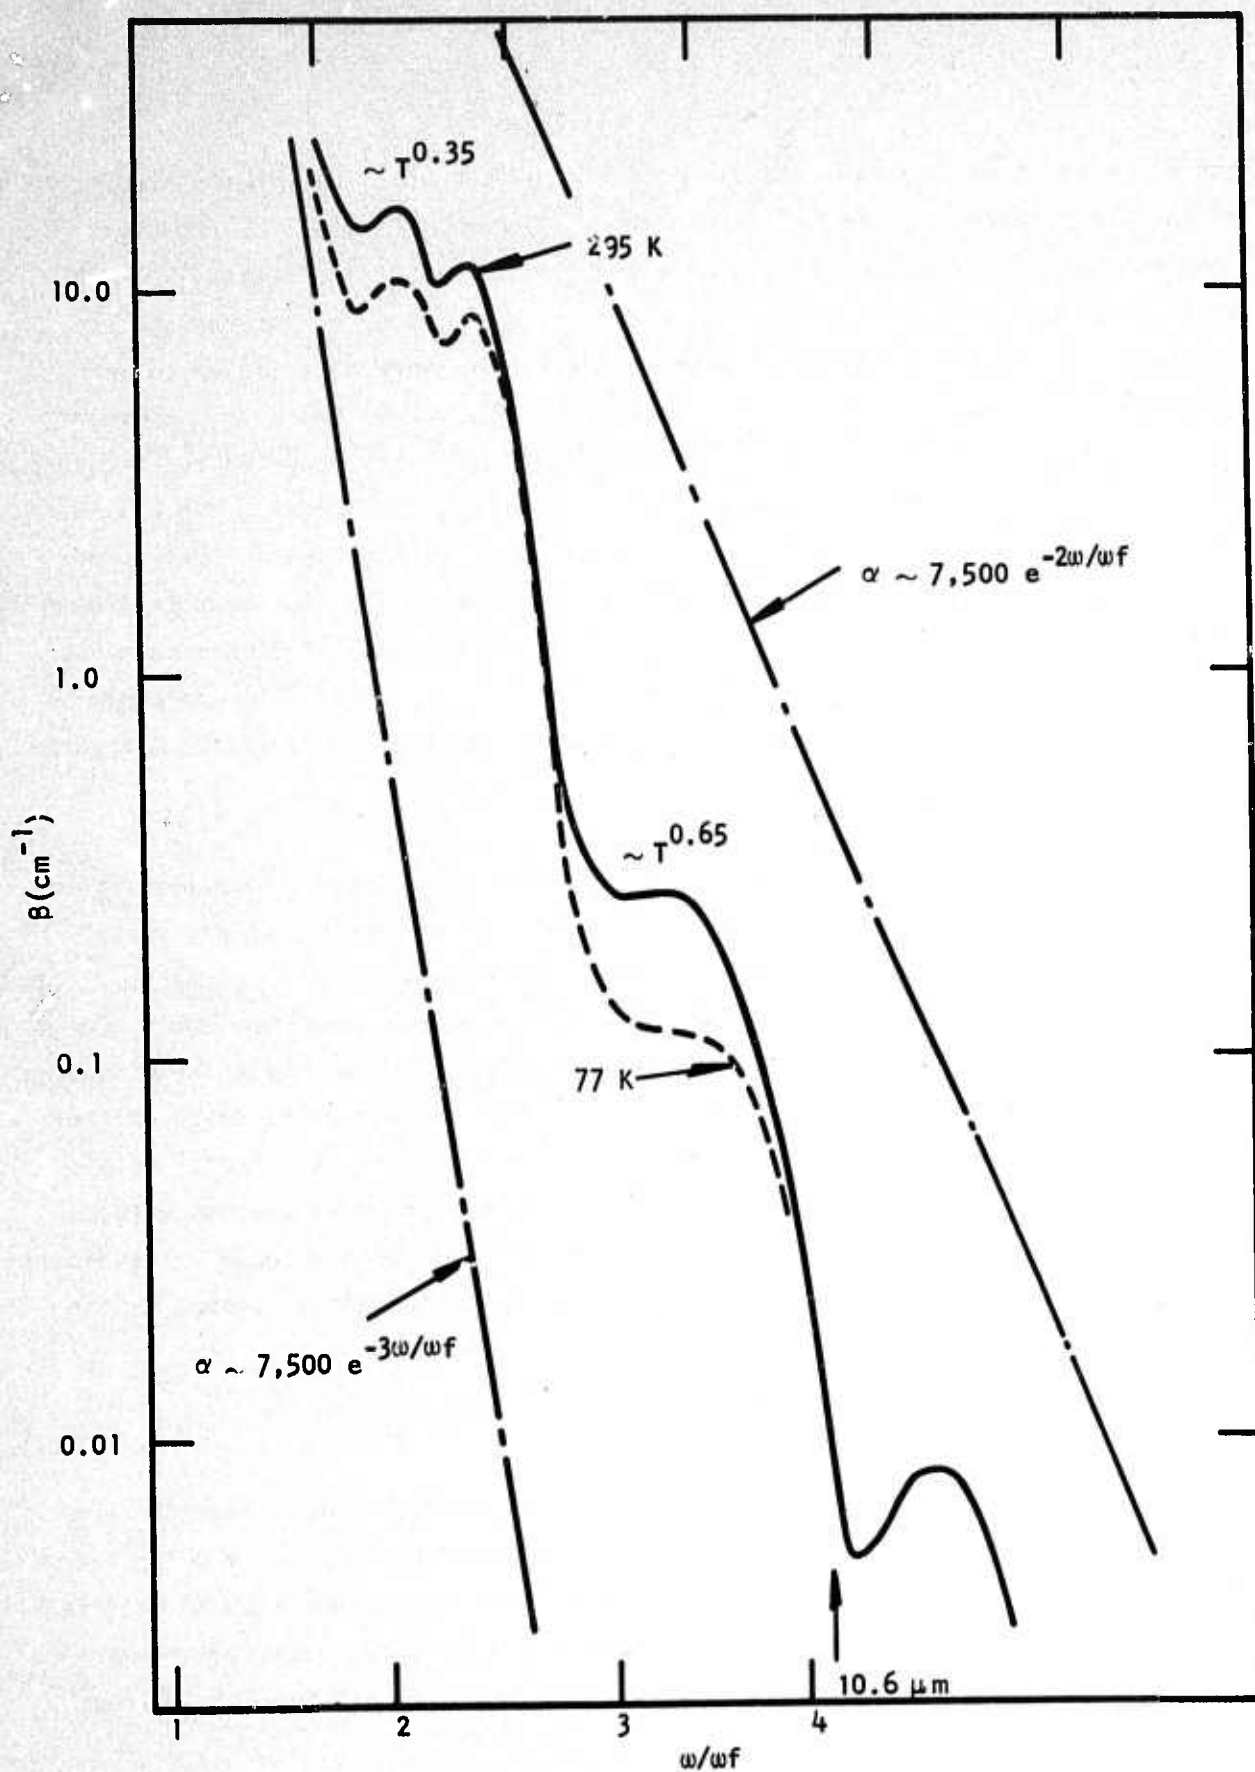 ~ T^0.35
295 K
10.0
α ~ 7,500 e^-2ω/ωf
1.0
β(cm^-1)
~ T^0.65
0.1
77 K
α ~ 7,500 e^-3ω/ωf
0.01
10.6 μm
1 2 3 4
ω/ωf